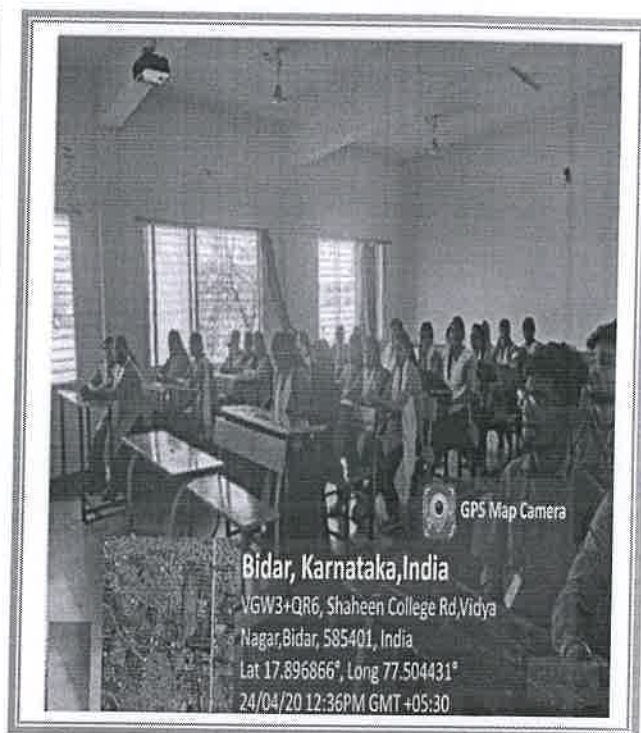 GPS Map Camera
Bidar, Karnataka,India
VGW3+QR6, Shaheen College Rd,Vidya
Nagar,Bidar, 585401, India
Lat 17.896866°, Long 77.504431°
24/04/20 12:36PM GMT +05:30